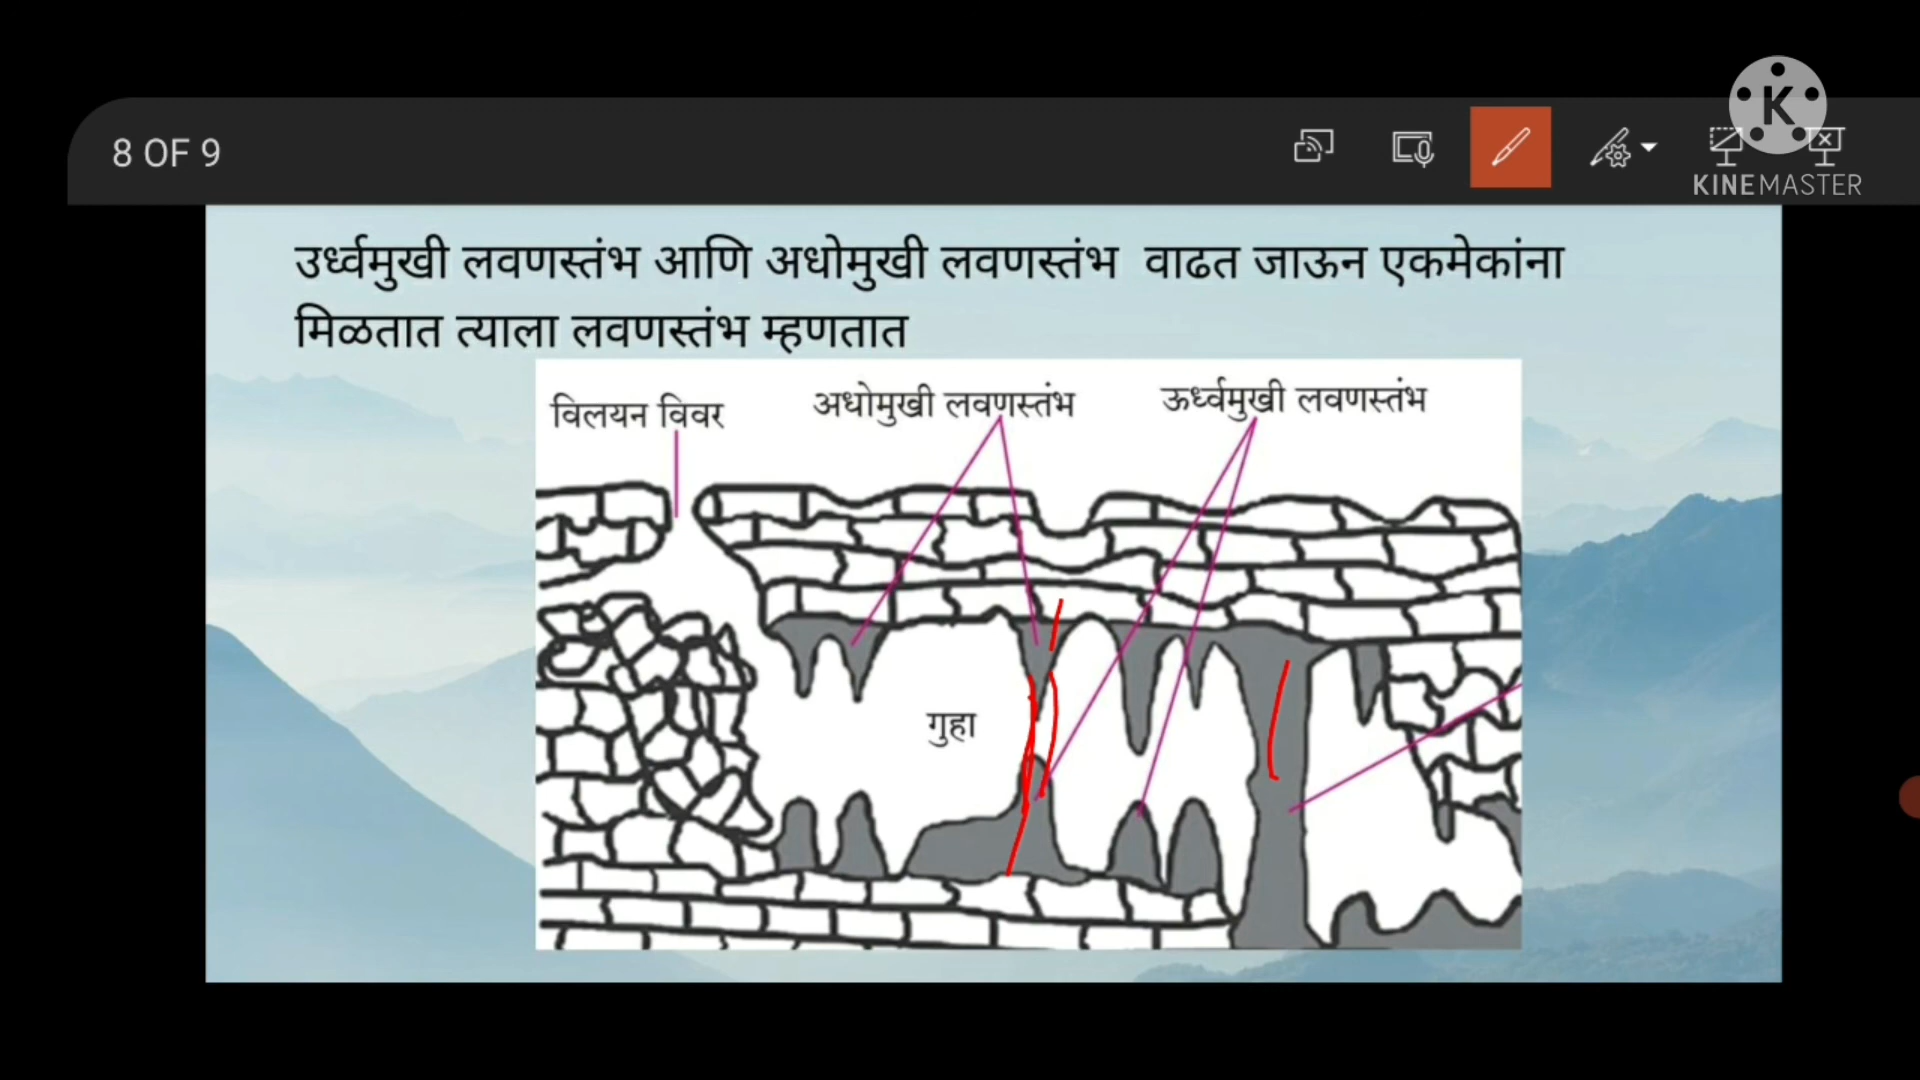 8 OF 9
KINEMASTER
उर्ध्वमुखी लवणस्तंभ आणि अधोमुखी लवणस्तंभ वाढत जाऊन एकमेकांना
मिळतात त्याला लवणस्तंभ म्हणतात
विलयन विवर
अधोमुखी लवणस्तंभ
ऊर्ध्वमुखी लवणस्तंभ
गुहा